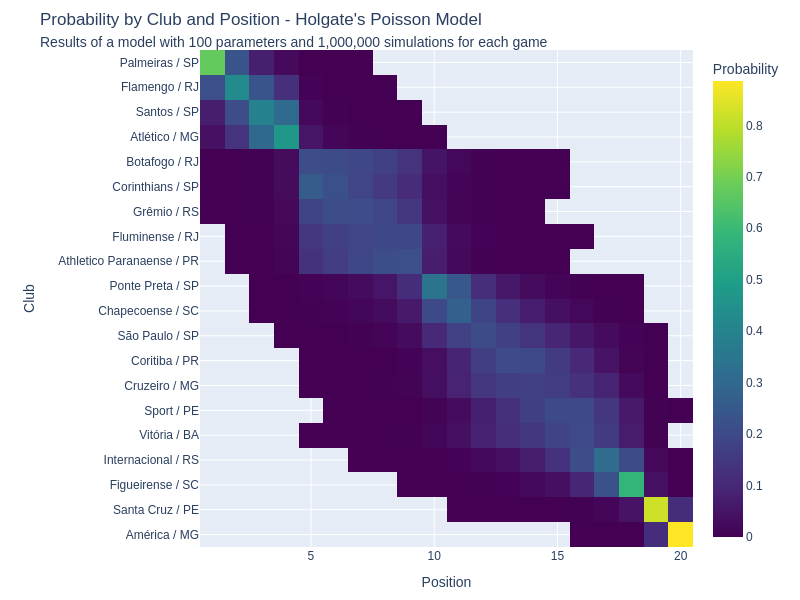 Probability by Club and Position - Holgate's Poisson Model
Results of a model with 100 parameters and 1,000,000 simulations for each game
Probability
Club
Palmeiras / SP
Flamengo / RJ
Santos / SP
Atlético / MG
Botafogo / RJ
Corinthians / SP
Grêmio / RS
Fluminense / RJ
Athletico Paranaense / PR
Ponte Preta / SP
Chapecoense / SC
São Paulo / SP
Coritiba / PR
Cruzeiro / MG
Sport / PE
Vitória / BA
Internacional / RS
Figueirense / SC
Santa Cruz / PE
América / MG
0.8
0.7
0.6
0.5
0.4
0.3
0.2
0.1
0
5 10 15 20
Position